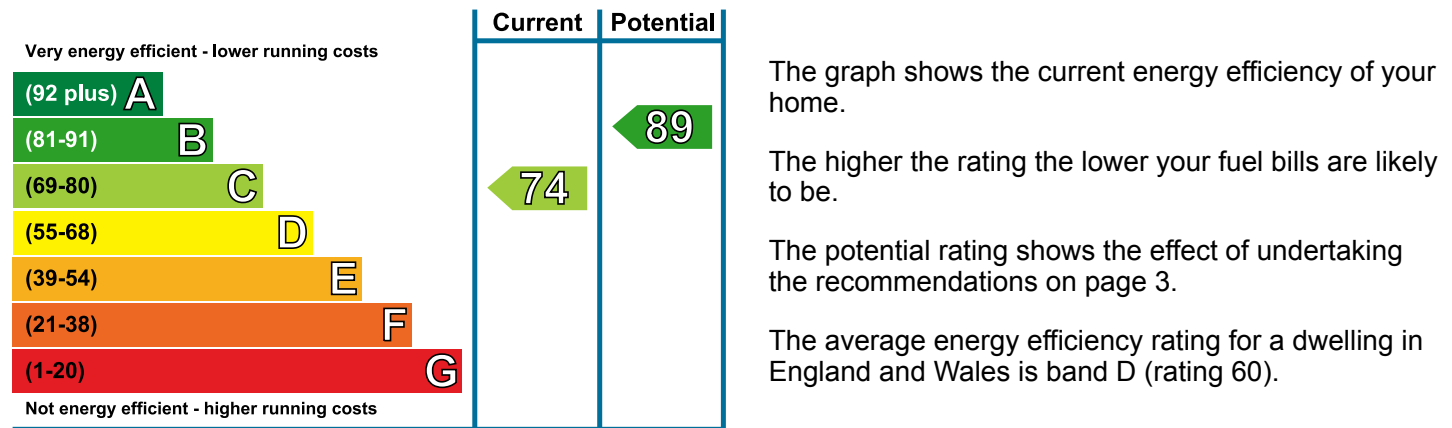 Current Potential
Very energy efficient - lower running costs
(92 plus) A
(81-91) B
(69-80) C
(55-68) D
(39-54) E
(21-38) F
(1-20) G
Not energy efficient - higher running costs
89
74
The graph shows the current energy efficiency of your
home.
The higher the rating the lower your fuel bills are likely
to be.
The potential rating shows the effect of undertaking
the recommendations on page 3.
The average energy efficiency rating for a dwelling in
England and Wales is band D (rating 60).